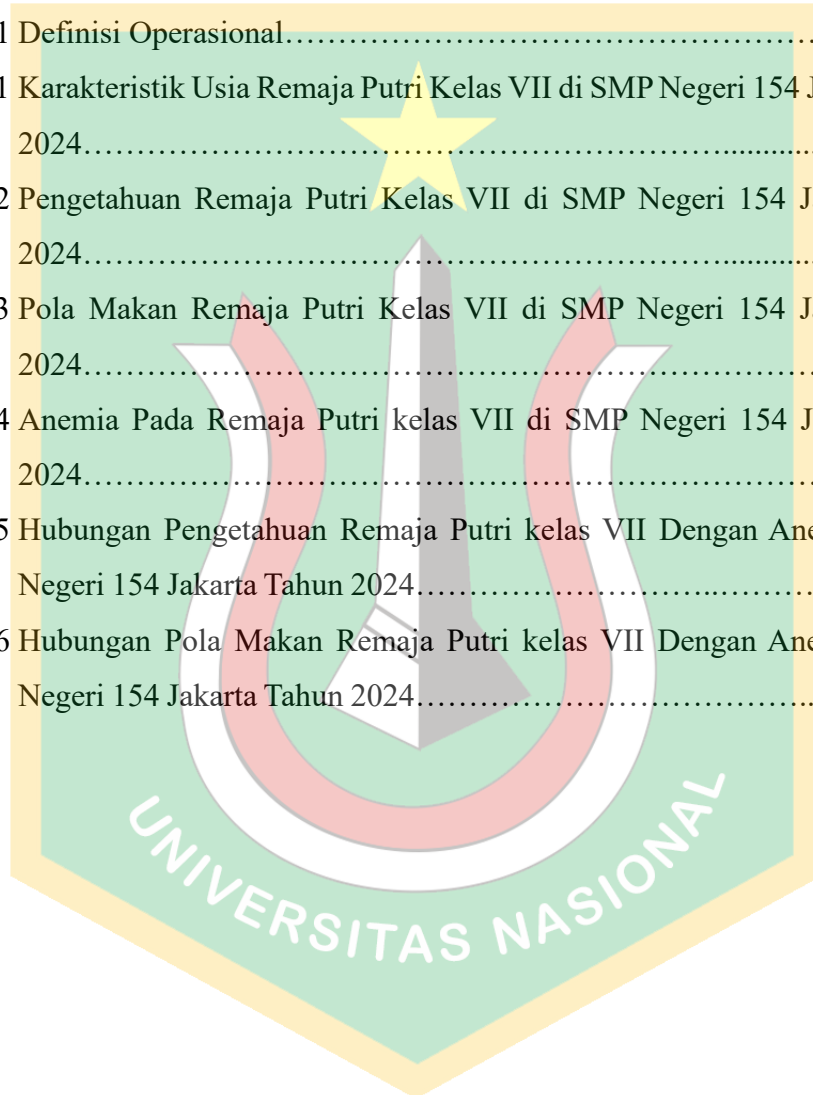 1 Definisi Operasional……………………………………………….
1 Karakteristik Usia Remaja Putri Kelas VII di SMP Negeri 154
2024………………………………………………………...........
2 Pengetahuan Remaja Putri Kelas VII di SMP Negeri 154
2024………………………………………………………...........
3 Pola Makan Remaja Putri Kelas VII di SMP Negeri 154
2024…………………………………………………………………
4 Anemia Pada Remaja Putri kelas VII di SMP Negeri 154
2024…………………………………………………………………
5 Hubungan Pengetahuan Remaja Putri kelas VII Dengan
Negeri 154 Jakarta Tahun 2024………………………..………
6 Hubungan Pola Makan Remaja Putri kelas VII Dengan
Negeri 154 Jakarta Tahun 2024…………………………………..
UNIVERSITAS NASIONAL